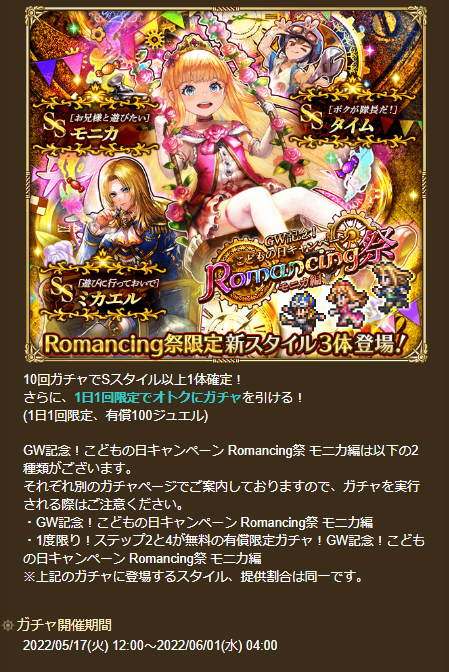 [お兄様と遊びたい]
SS モニカ
[ボクが隊長だ!]
SS タイム
[遊びに行っておいで]
SS ミカエル
GW記念!
こどもの日キャンペーン
Romancing祭
モニカ編
Romancing祭限定新スタイル3体登場!
10回ガチャでSスタイル以上1体確定!
さらに、1日1回限定でオトクにガチャを引ける!
(1日1回限定、有償100ジュエル)
GW記念!こどもの日キャンペーン Romancing祭 モニカ編は以下の2
種類がございます。
それぞれ別のガチャページでご案内しておりますので、ガチャを実行
される際はご注意ください。
・GW記念!こどもの日キャンペーン Romancing祭 モニカ編
・1度限り!ステップ2と4が無料の有償限定ガチャ!GW記念!こども
の日キャンペーン Romancing祭 モニカ編
※上記のガチャに登場するスタイル、提供割合は同一です。
ガチャ開催期間
2022/05/17(火) 12:00～2022/06/01(水) 04:00